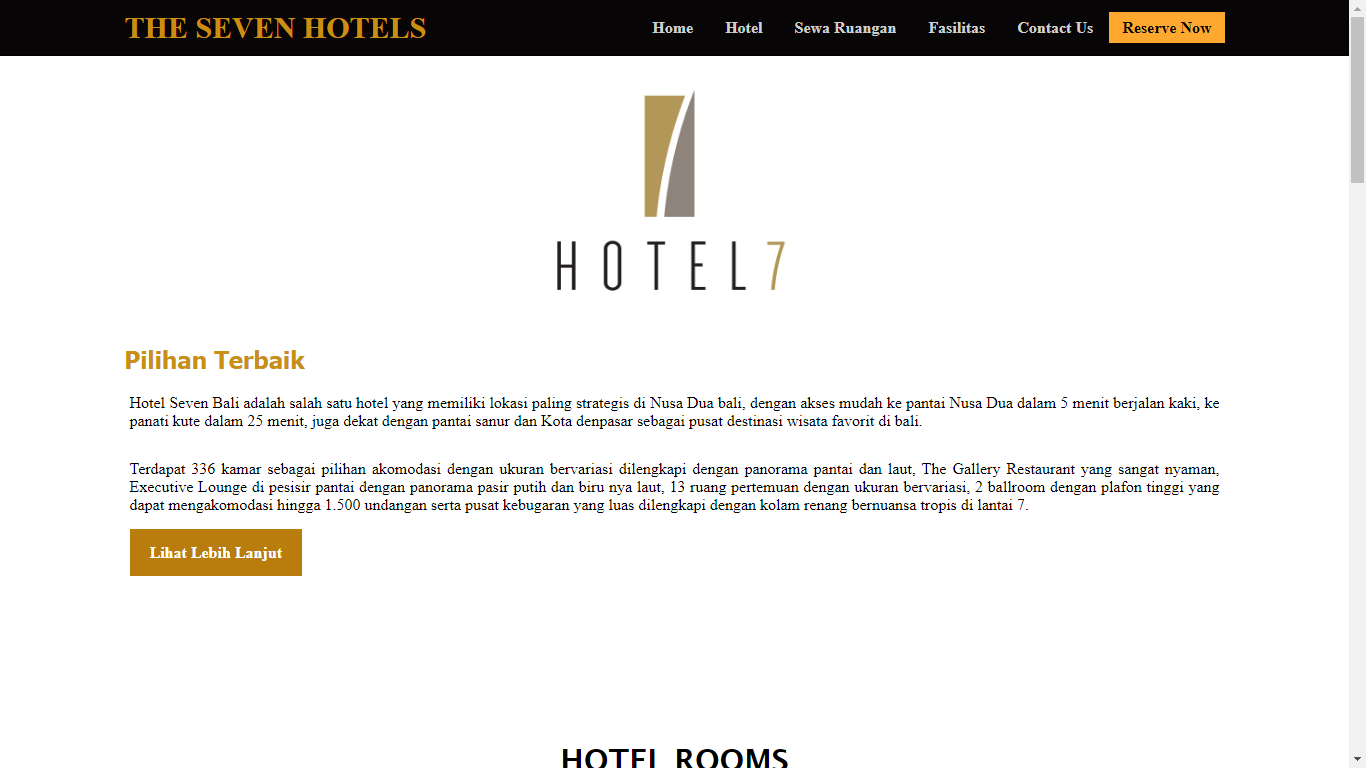 THE SEVEN HOTELS
Home Hotel Sewa Ruangan Fasilitas Contact Us Reserve Now
HOTEL7
Pilihan Terbaik
Hotel Seven Bali adalah salah satu hotel yang memiliki lokasi paling strategis di Nusa Dua bali, dengan akses mudah ke pantai Nusa Dua dalam 5 menit berjalan kaki, ke
panati kute dalam 25 menit, juga dekat dengan pantai sanur dan Kota denpasar sebagai pusat destinasi wisata favorit di bali.
Terdapat 336 kamar sebagai pilihan akomodasi dengan ukuran bervariasi dilengkapi dengan panorama pantai dan laut, The Gallery Restaurant yang sangat nyaman,
Executive Lounge di pesisir pantai dengan panorama pasir putih dan biru nya laut, 13 ruang pertemuan dengan ukuran bervariasi, 2 ballroom dengan plafon tinggi yang
dapat mengakomodasi hingga 1.500 undangan serta pusat kebugaran yang luas dilengkapi dengan kolam renang bernuansa tropis di lantai 7.
Lihat Lebih Lanjut
HOTEL ROOMS